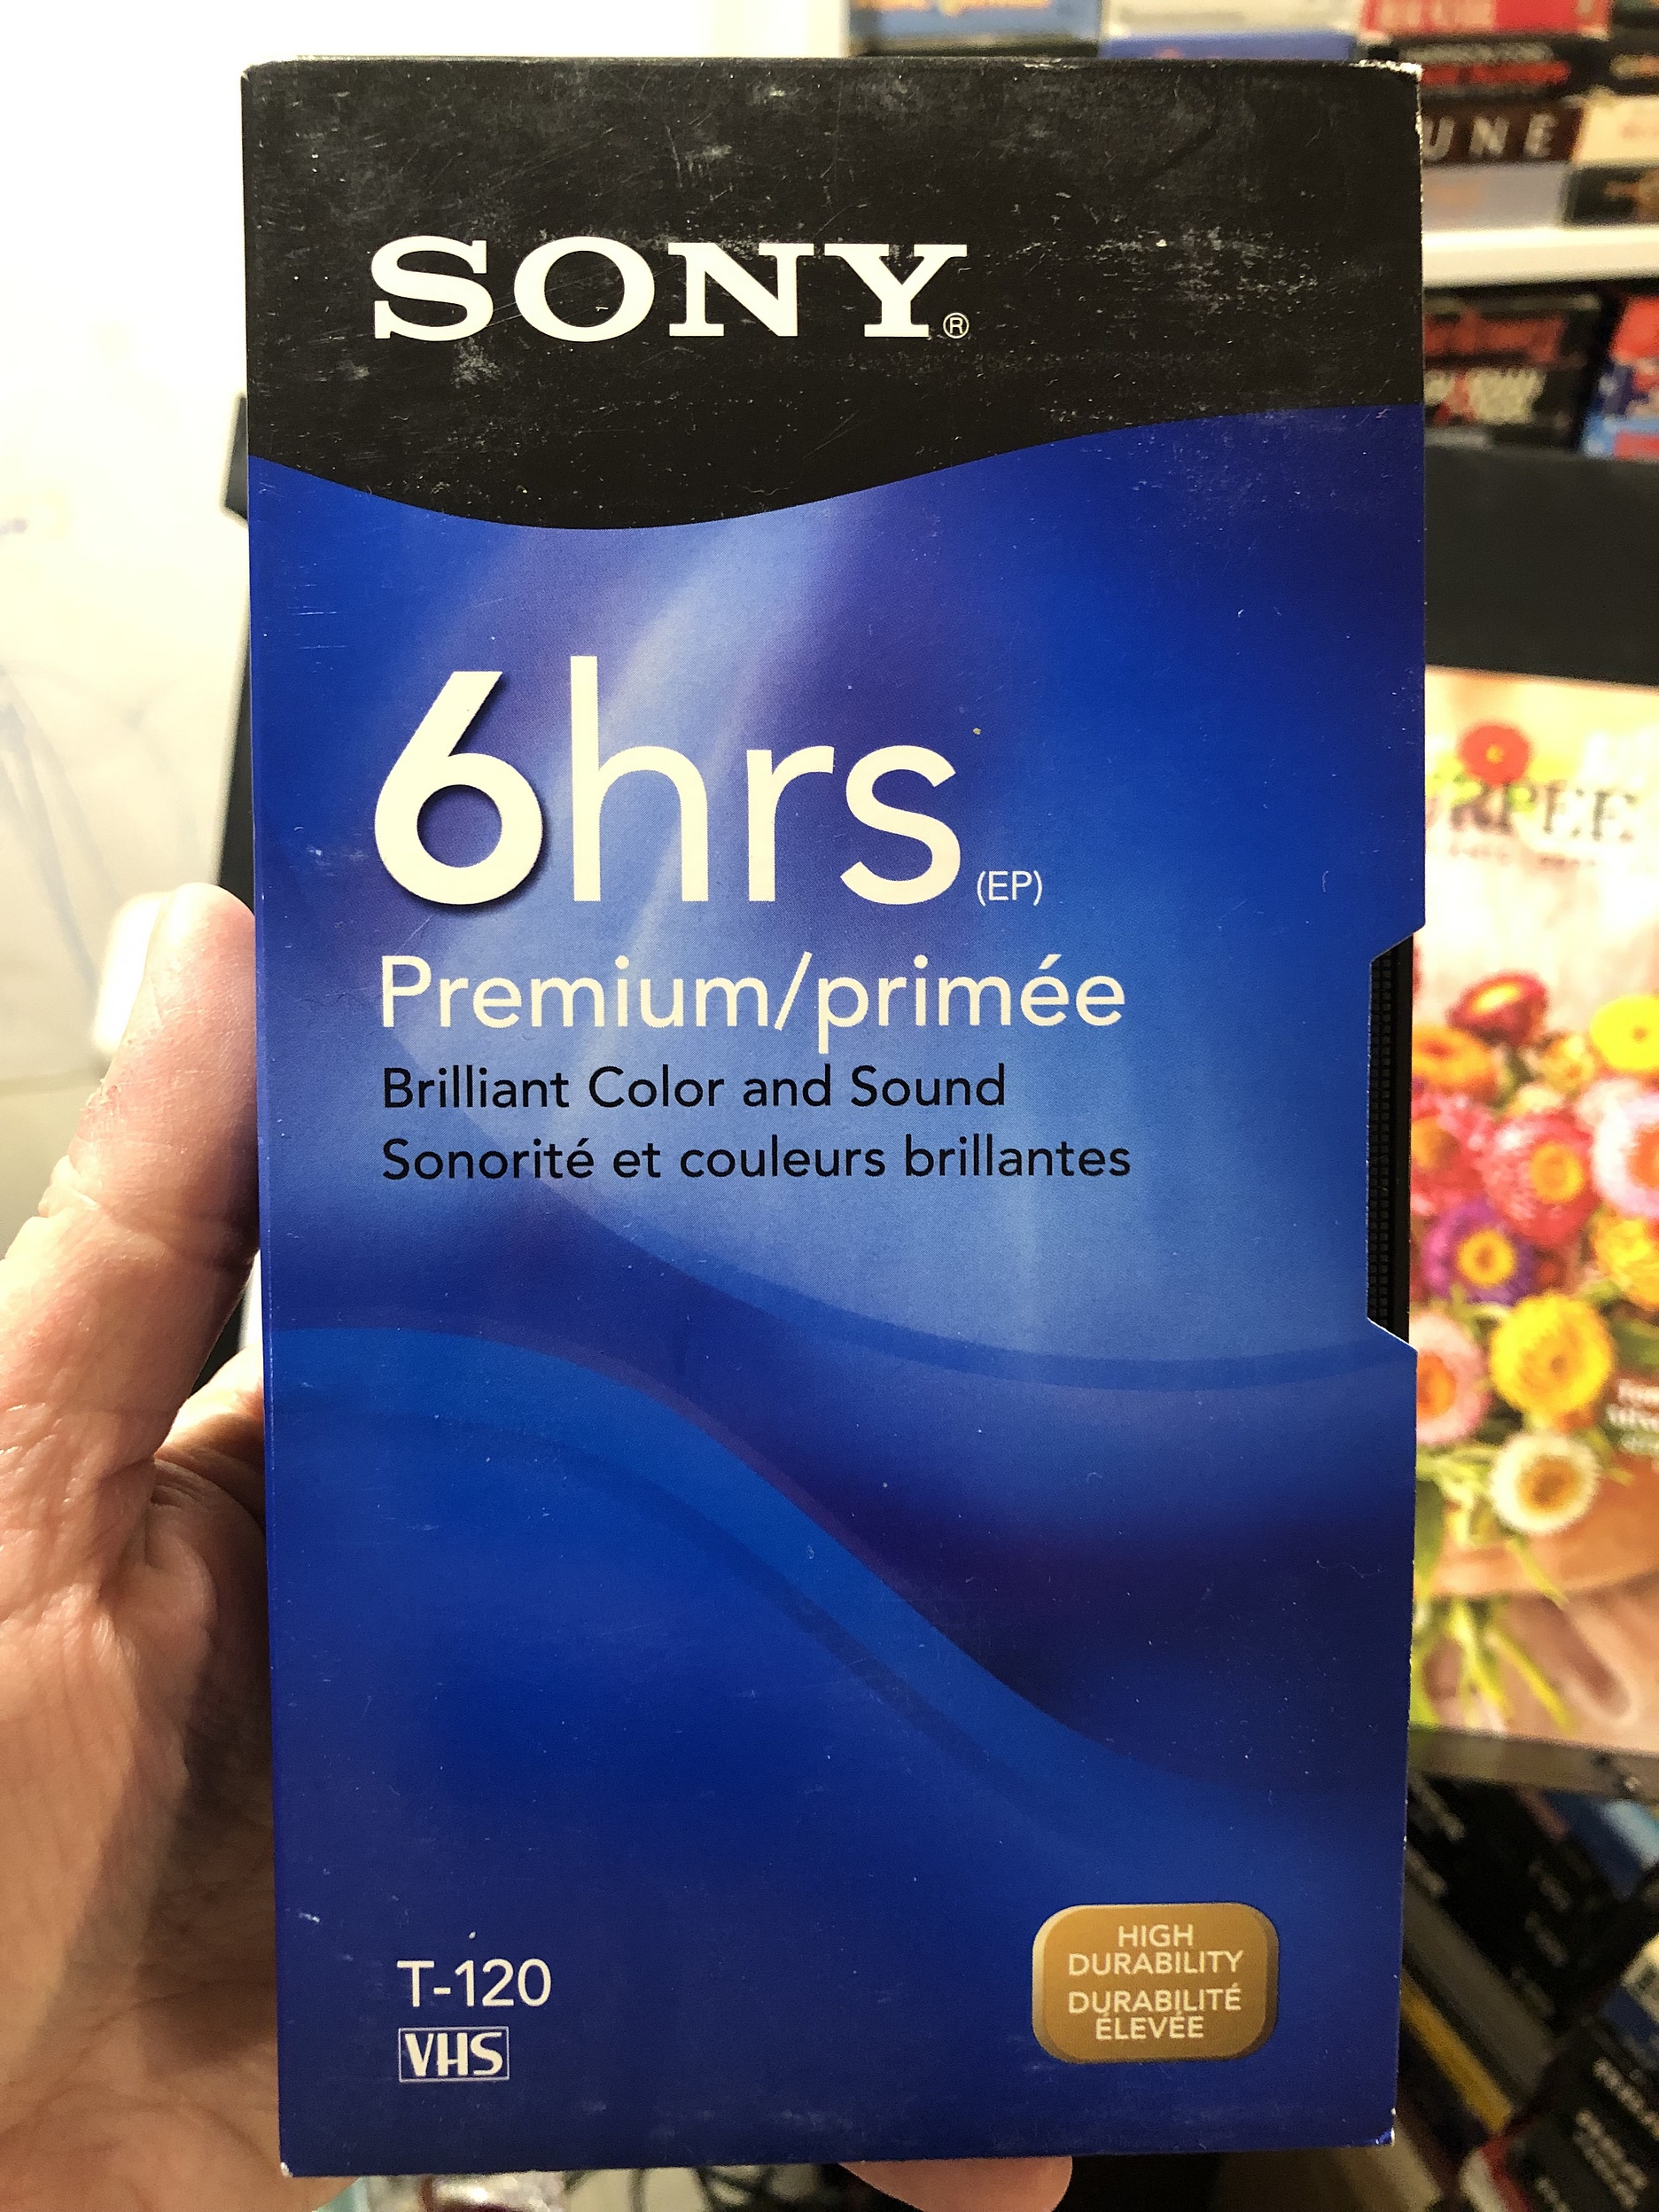 SONY®
6hrs (EP)
Premium/primée
Brilliant Color and Sound
Sonorité et couleurs brillantes
T-120
VHS
HIGH
DURABILITY
DURABILITÉ
ÉLEVÉE
UNE